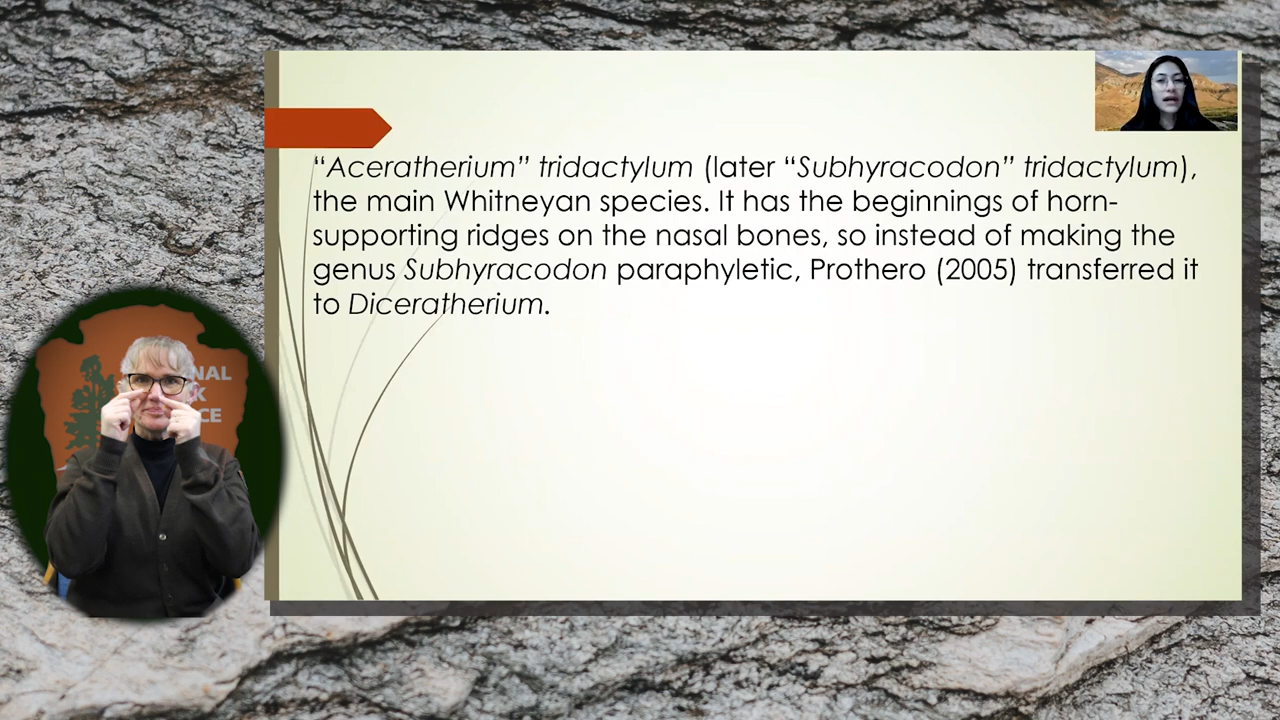 “Aceratherium” tridactylum (later “Subhyracodon” tridactylum),
the main Whitneyan species. It has the beginnings of horn-
supporting ridges on the nasal bones, so instead of making the
genus Subhyracodon paraphyletic, Prothero (2005) transferred it
to Diceratherium.